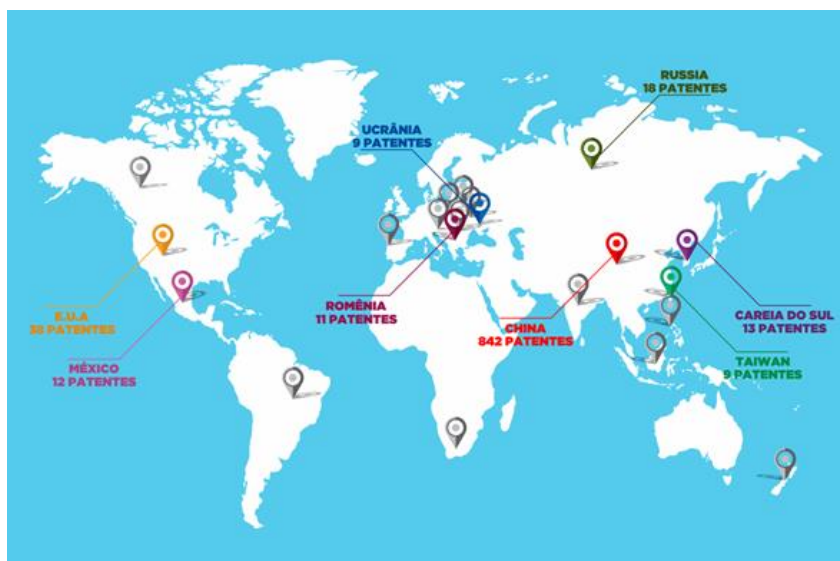 RUSSIA
18 PATENTES
UCRÂNIA
9 PATENTES
E.U.A
38 PATENTES
MÉXICO
12 PATENTES
ROMÊNIA
11 PATENTES
CHINA
842 PATENTES
CAREIA DO SUL
13 PATENTES
TAIWAN
9 PATENTES